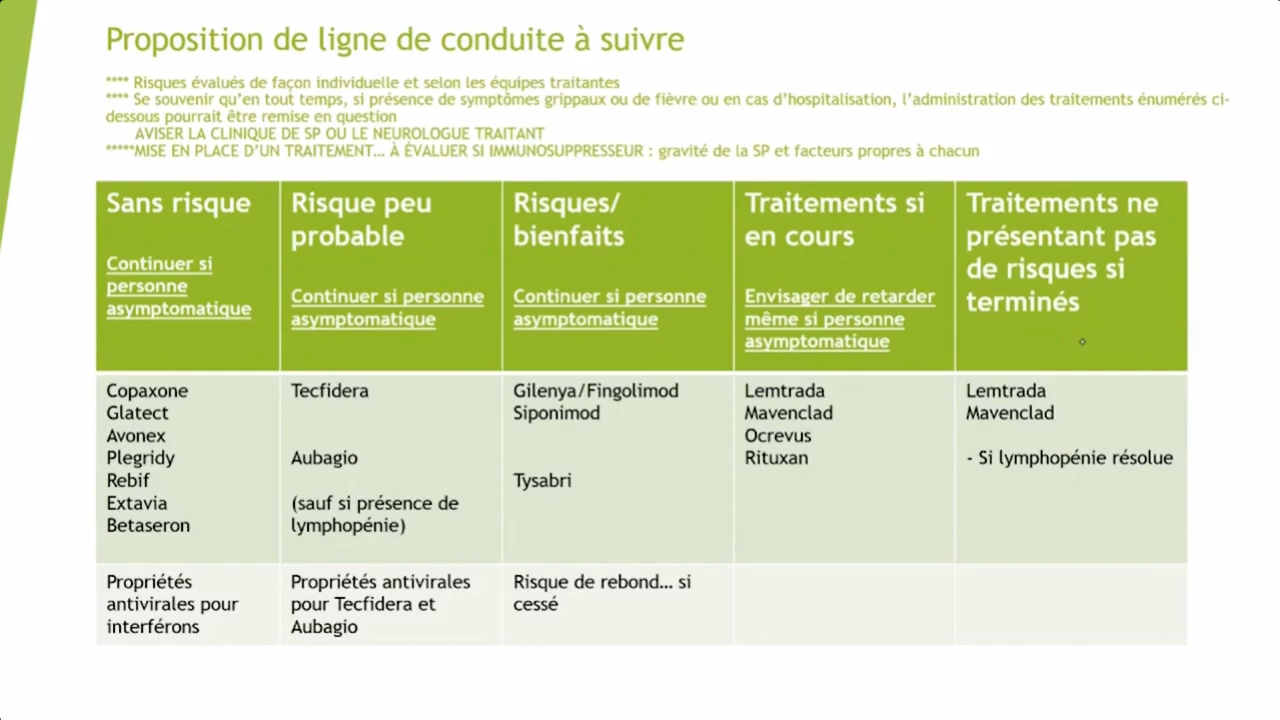 Proposition de ligne de conduite à suivre
**** Risques évalués de façon individuelle et selon les équipes traitantes
**** Se souvenir qu'en tout temps, si présence de symptômes grippaux ou de fièvre ou en cas d'hospitalisation, l'administration des traitements énumérés ci-
dessous pourrait être remise en question
AVISER LA CLINIQUE DE SP OU LE NEUROLOGUE TRAITANT
*****MISE EN PLACE D'UN TRAITEMENT... À ÉVALUER SI IMMUNOSUPPRESSEUR : gravité de la SP et facteurs propres à chacun
Sans risque
Continuer si
personne
asymptomatique
Risque peu
probable
Continuer si personne
asymptomatique
Risques/
bienfaits
Continuer si personne
asymptomatique
Traitements si
en cours
Envisager de retarder
même si personne
asymptomatique
Traitements ne
présentant pas
de risques si
terminés
Copaxone
Glatect
Avonex
Plegridy
Rebif
Extavia
Betaseron
Tecfidera
Aubagio
(sauf si présence de
lymphopénie)
Gilenya/Fingolimod
Siponimod
Tysabri
Lemtrada
Mavenclad
Ocrevus
Rituxan
Lemtrada
Mavenclad
- Si lymphopénie résolue
Propriétés
antivirales pour
interférons
Propriétés antivirales
pour Tecfidera et
Aubagio
Risque de rebond... si
cessé